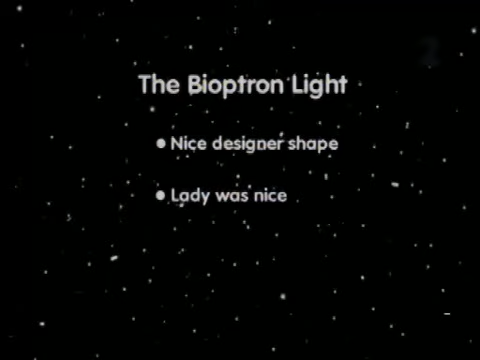 The Bioptron Light
● Nice designer shape
● Lady was nice